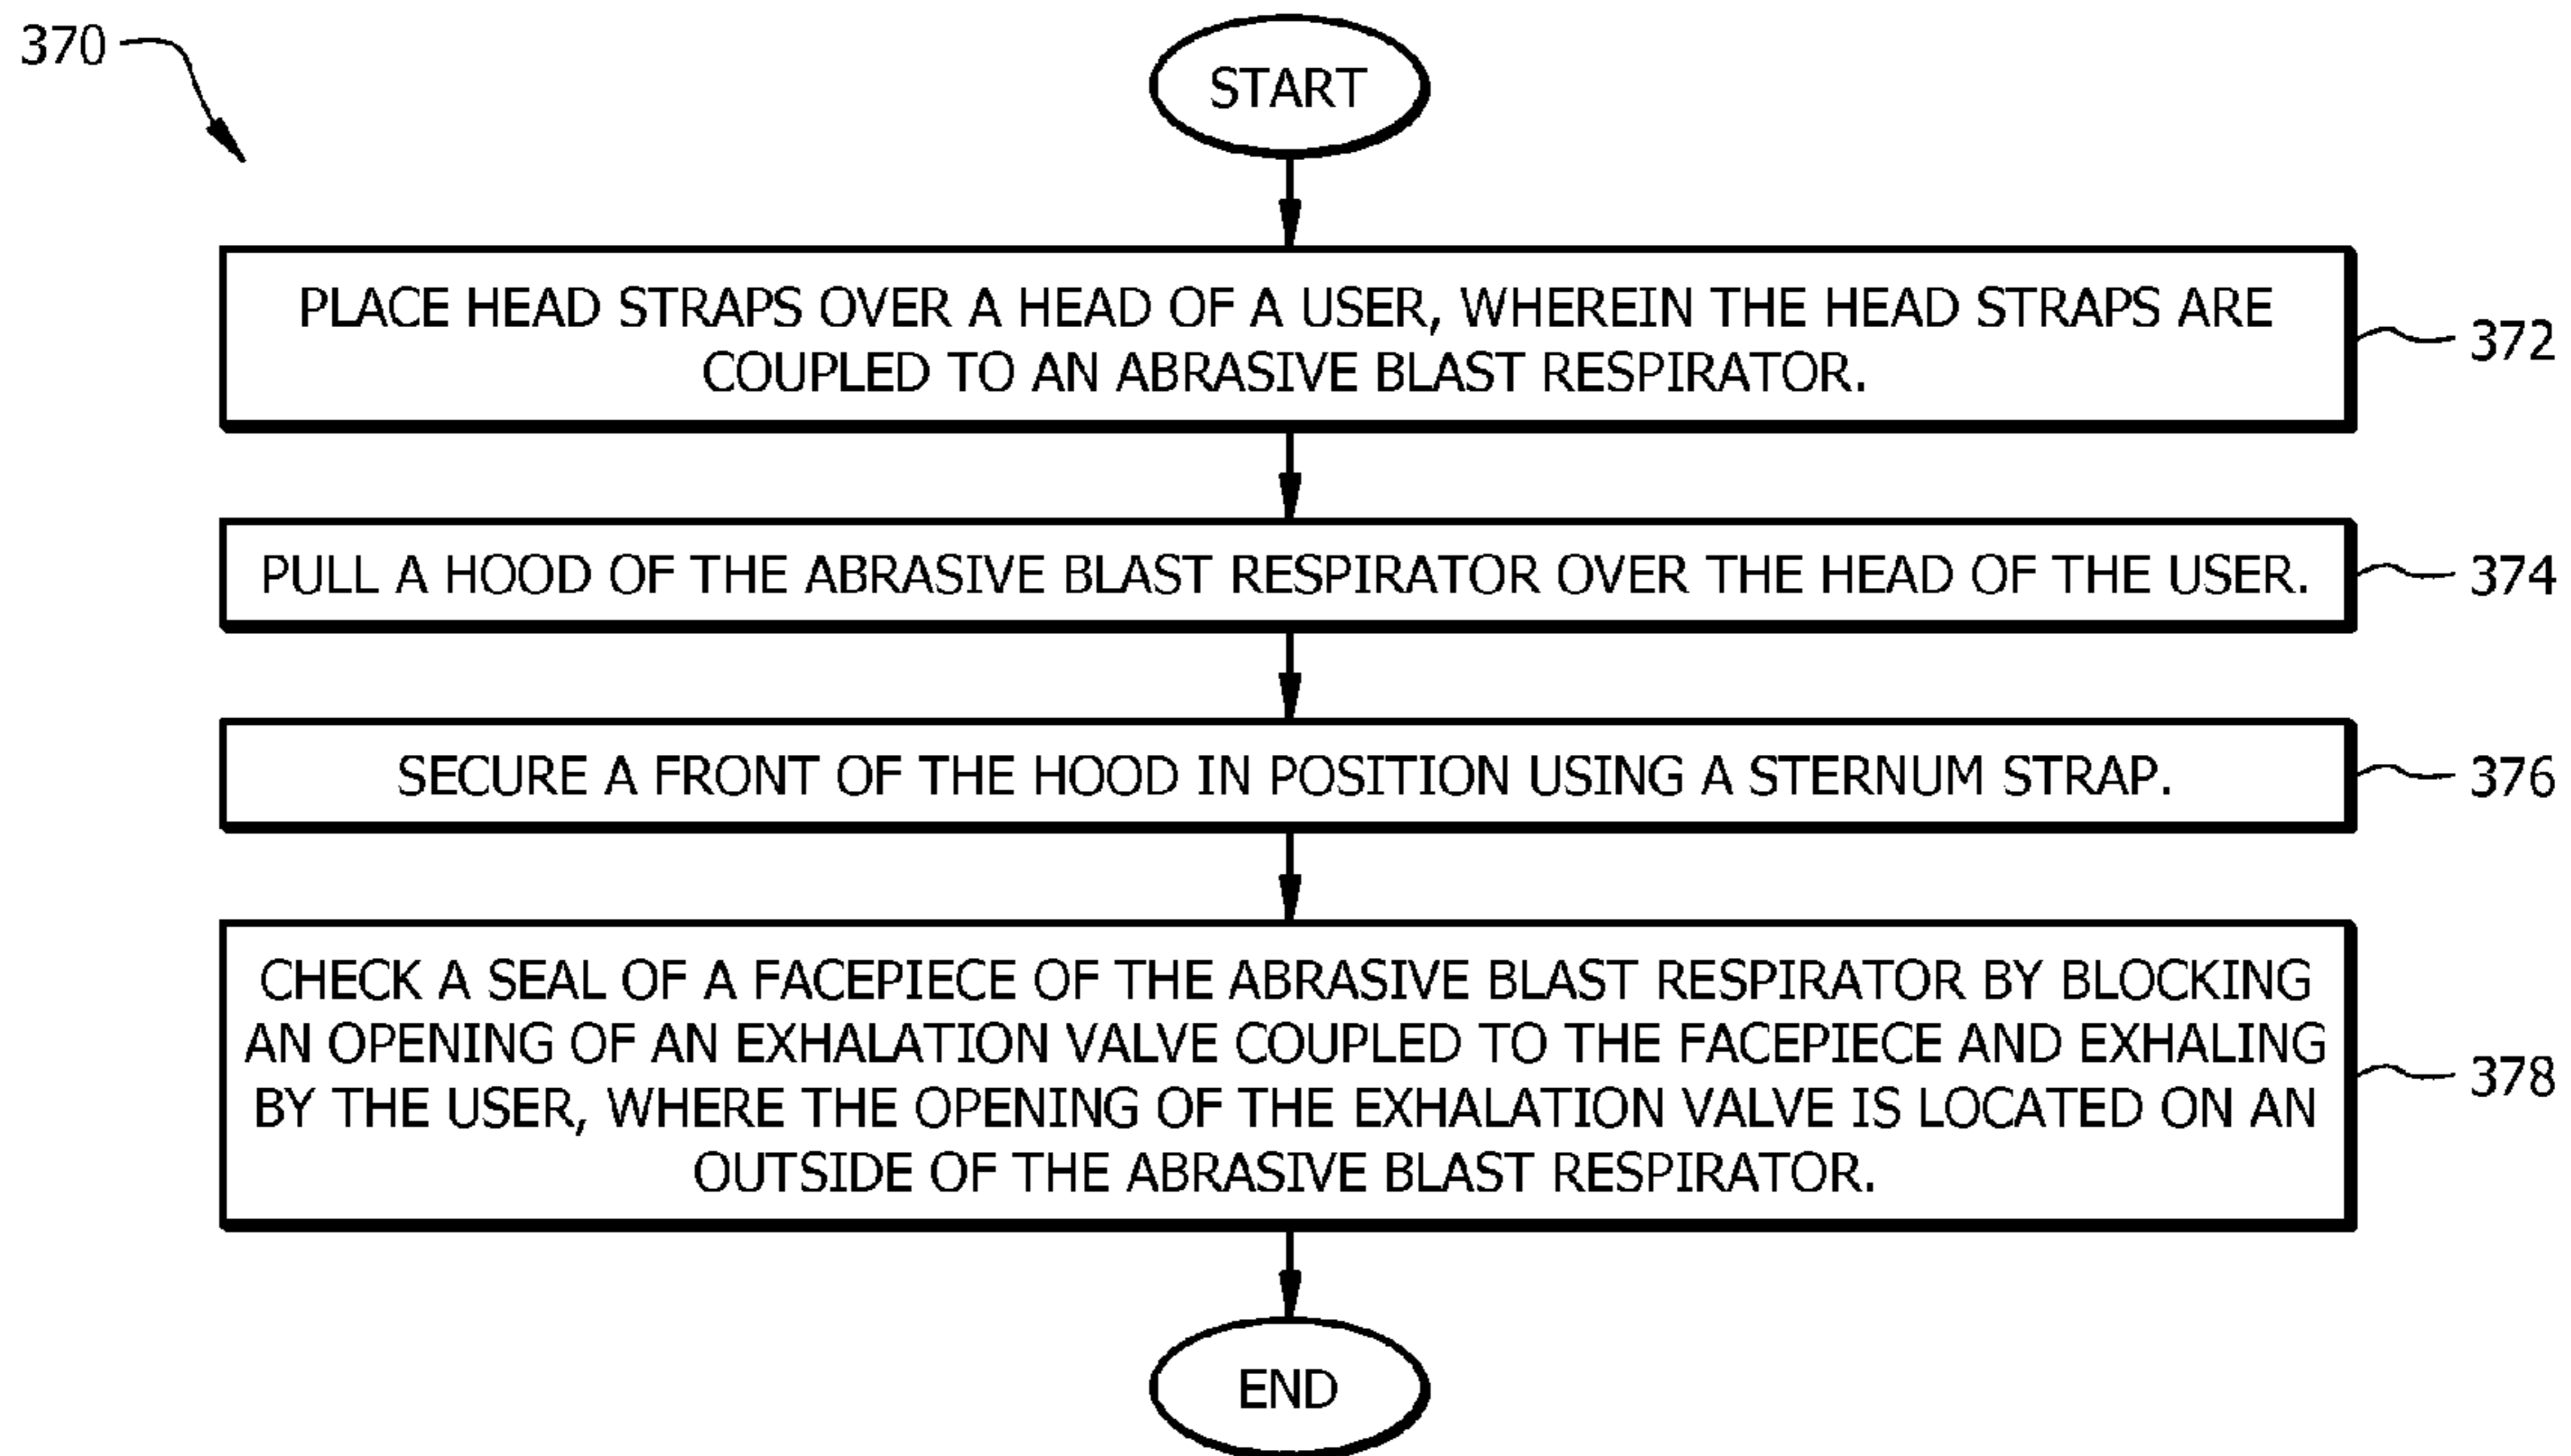 370
START
PLACE HEAD STRAPS OVER A HEAD OF A USER, WHEREIN THE HEAD STRAPS ARE
COUPLED TO AN ABRASIVE BLAST RESPIRATOR.
372
PULL A HOOD OF THE ABRASIVE BLAST RESPIRATOR OVER THE HEAD OF THE USER.
374
SECURE A FRONT OF THE HOOD IN POSITION USING A STERNUM STRAP.
376
CHECK A SEAL OF A FACEPIECE OF THE ABRASIVE BLAST RESPIRATOR BY BLOCKING
AN OPENING OF AN EXHALATION VALVE COUPLED TO THE FACEPIECE AND EXHALING
BY THE USER, WHERE THE OPENING OF THE EXHALATION VALVE IS LOCATED ON AN
OUTSIDE OF THE ABRASIVE BLAST RESPIRATOR.
378
END